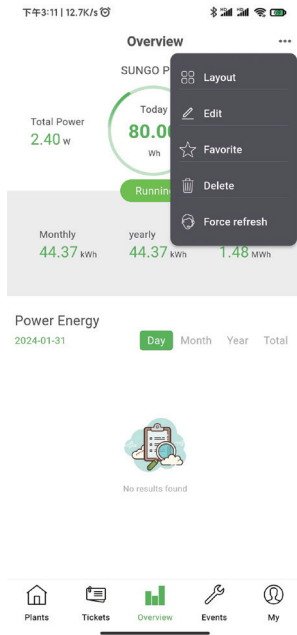 下午3:11 | 12.7K/s
Overview
SUNGO P
Layout
Edit
Favorite
Delete
Force refresh
Total Power
2.40 w
Today
80.0
Wh
Running
Monthly
44.37 kWh
yearly
44.37 kWh
1.48 MWh
Power Energy
2024-01-31
Day Month Year Total
No results found
Plants Tickets Overview Events My